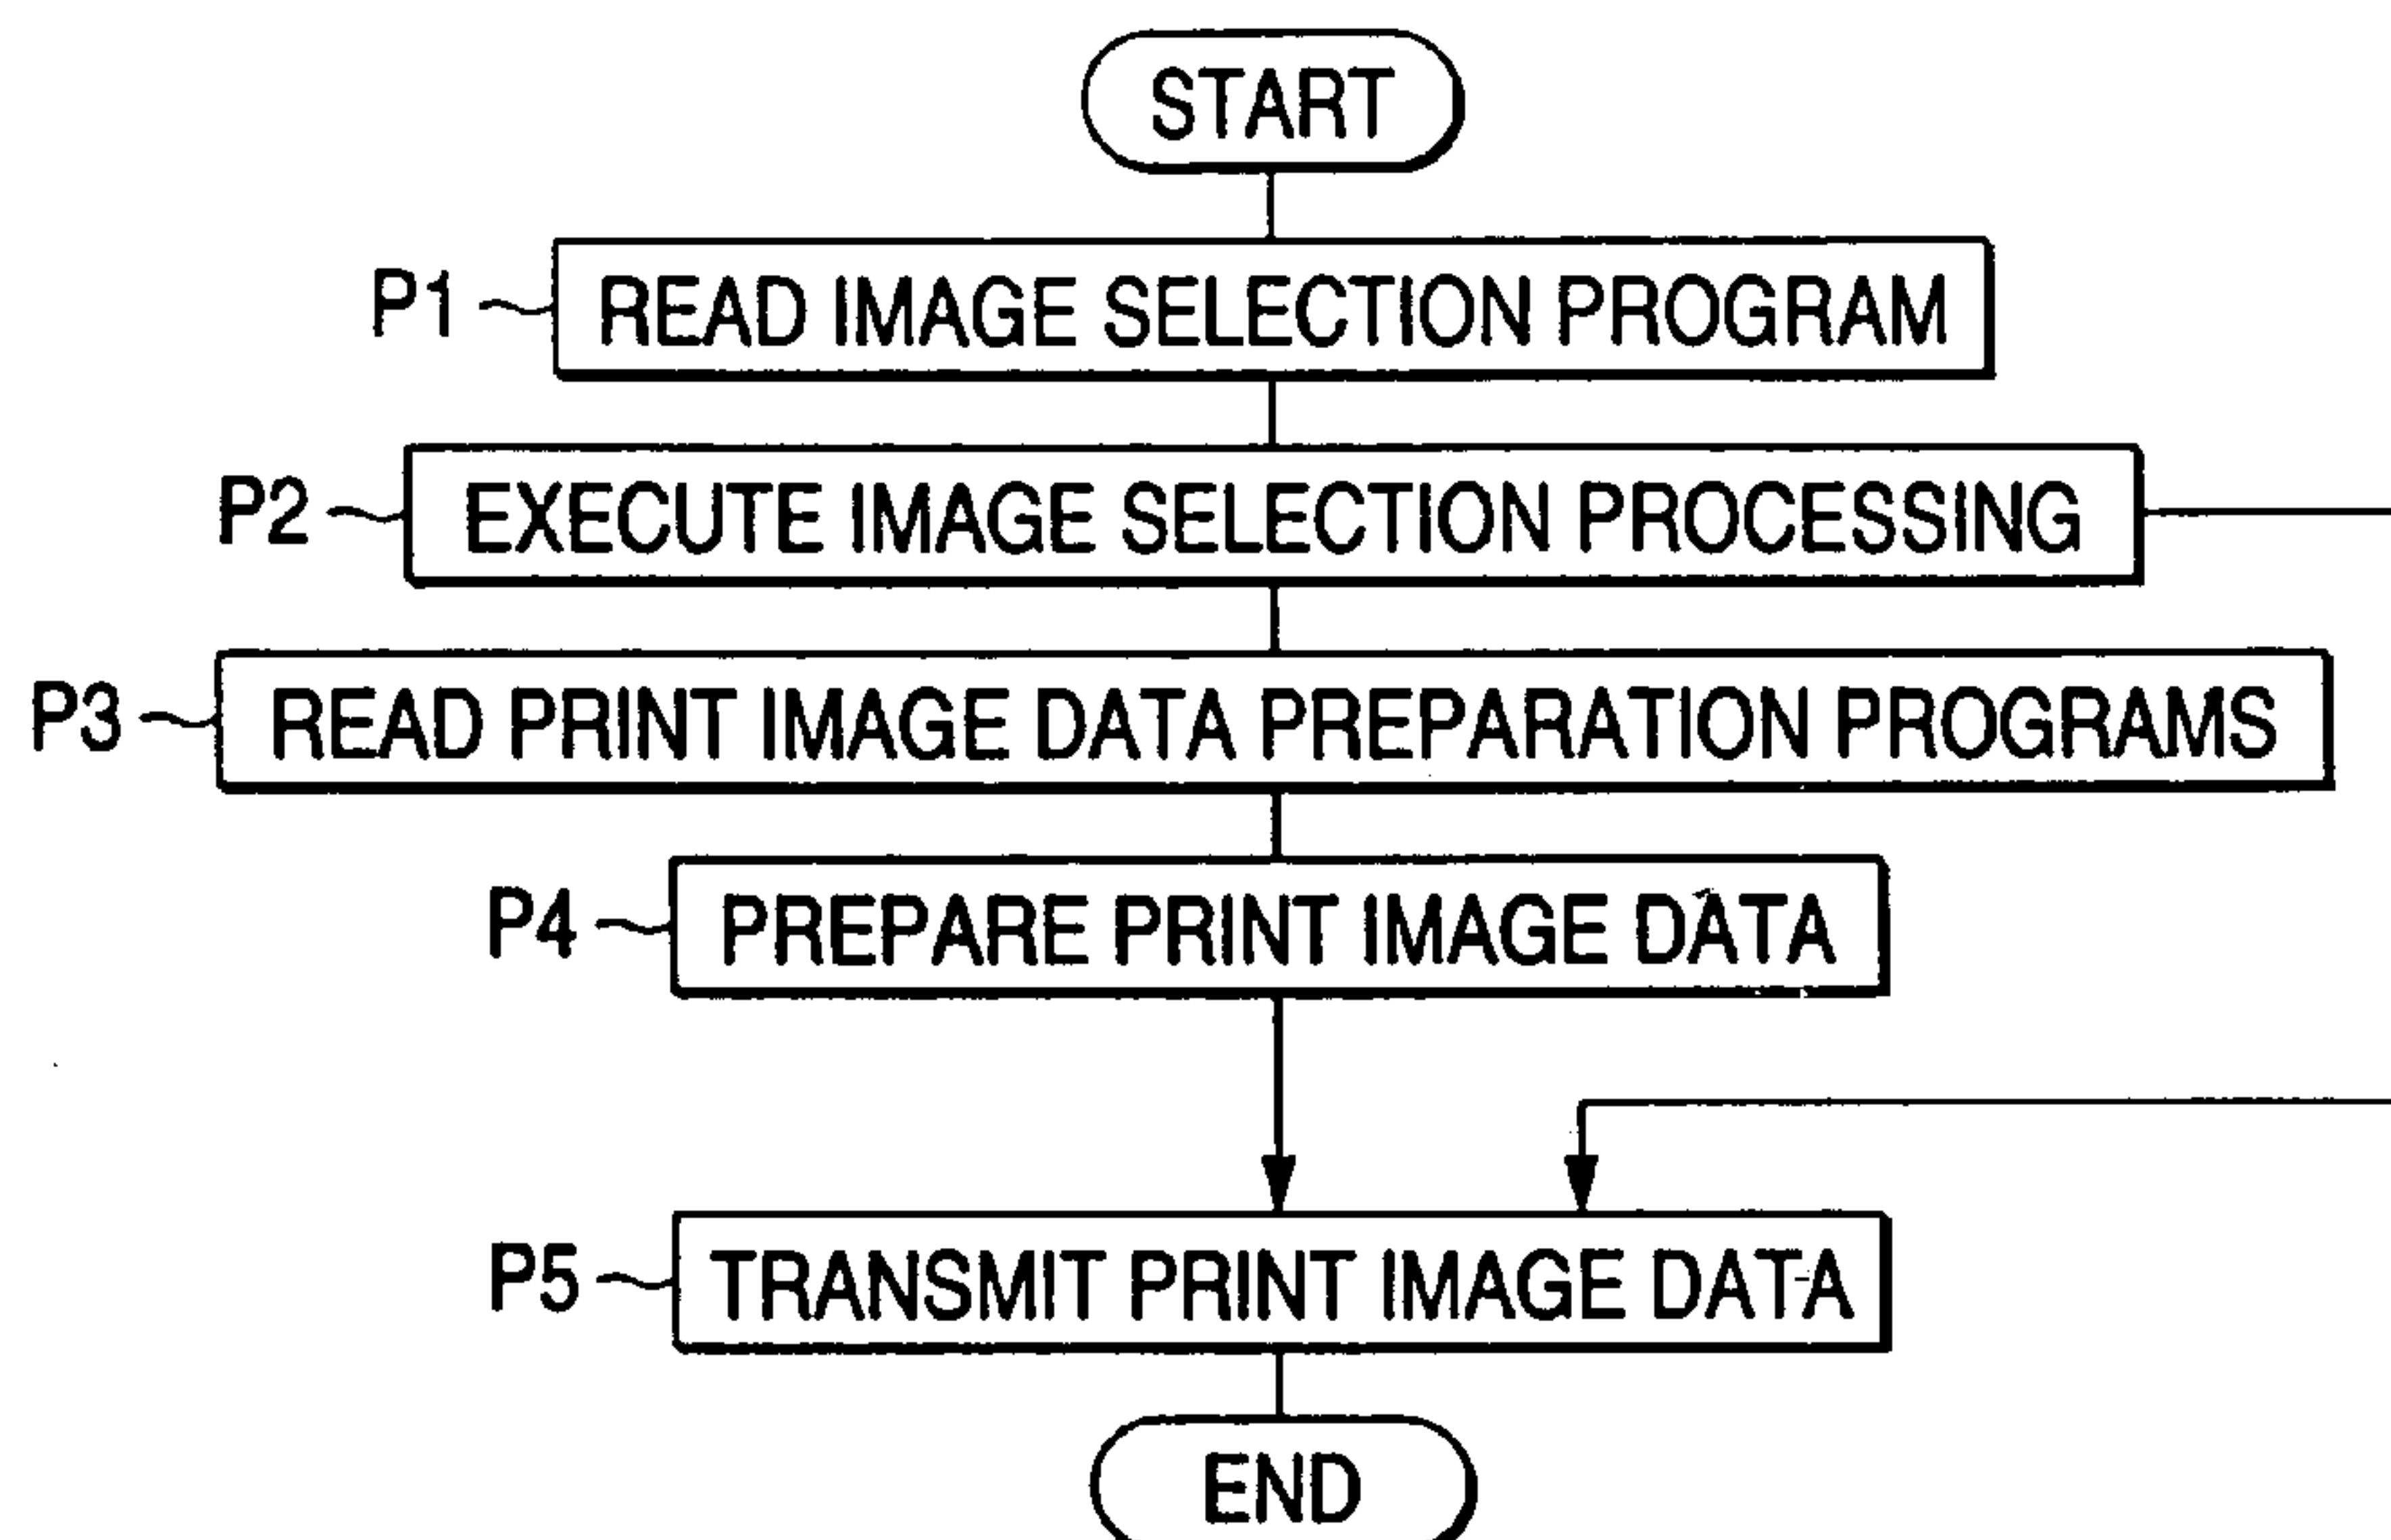 START
P1 READ IMAGE SELECTION PROGRAM
P2 EXECUTE IMAGE SELECTION PROCESSING
P3 READ PRINT IMAGE DATA PREPARATION PROGRAMS
P4 PREPARE PRINT IMAGE DATA
P5 TRANSMIT PRINT IMAGE DATA
END